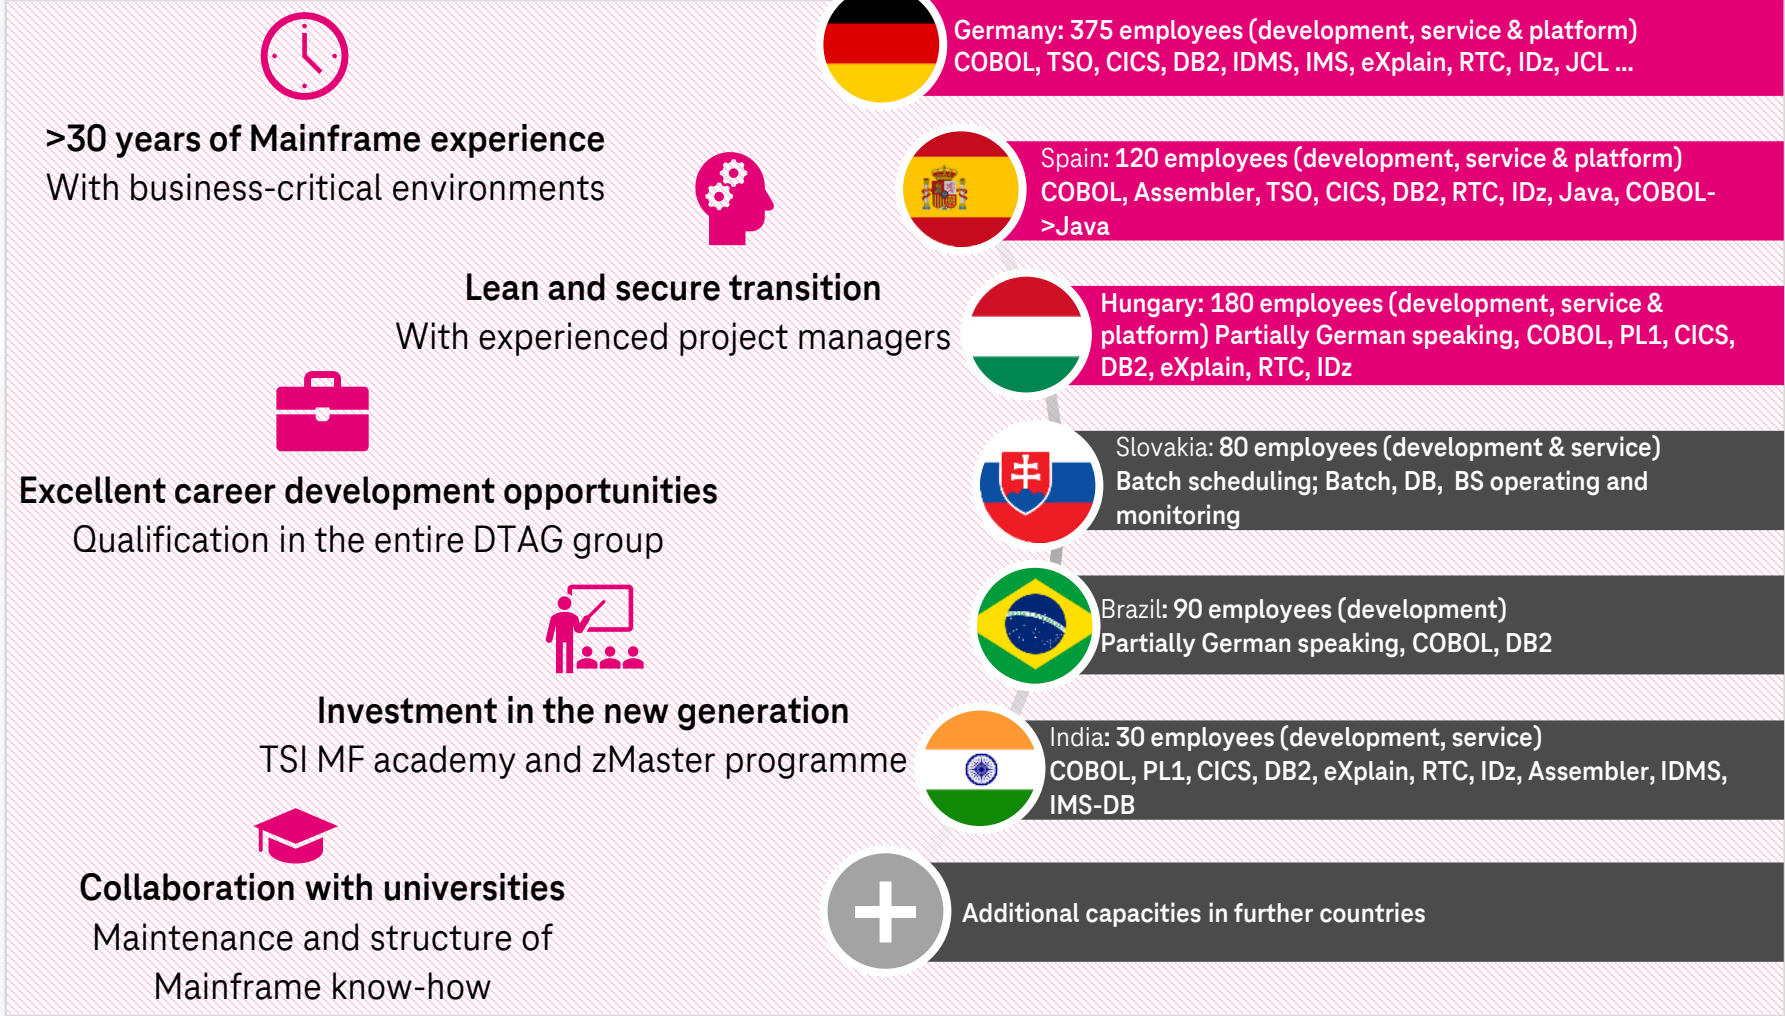 >30 years of Mainframe experience
With business-critical environments
Lean and secure transition
With experienced project managers
Excellent career development opportunities
Qualification in the entire DTAG group
Investment in the new generation
TSI MF academy and zMaster programme
Collaboration with universities
Maintenance and structure of
Mainframe know-how
Germany: 375 employees (development, service & platform)
COBOL, TSO, CICS, DB2, IDMS, IMS, eXplain, RTC, IDz, JCL ...
Spain: 120 employees (development, service & platform)
COBOL, Assembler, TSO, CICS, DB2, RTC, IDz, Java, COBOL-
>Java
Hungary: 180 employees (development, service &
platform) Partially German speaking, COBOL, PL1, CICS,
DB2, eXplain, RTC, IDz
Slovakia: 80 employees (development & service)
Batch scheduling; Batch, DB, BS operating and
monitoring
Brazil: 90 employees (development)
Partially German speaking, COBOL, DB2
India: 30 employees (development, service)
COBOL, PL1, CICS, DB2, eXplain, RTC, IDz, Assembler, IDMS,
IMS-DB
Additional capacities in further countries